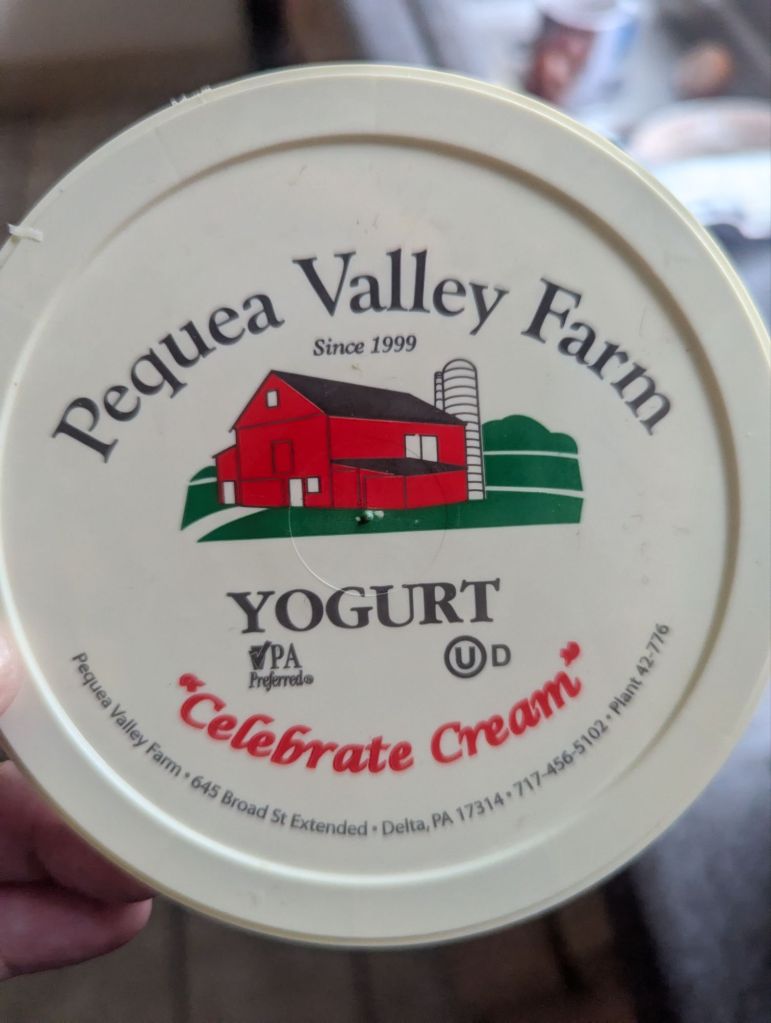 Pequea Valley Farm
Since 1999
YOGURT
PA
Preferred®
U D
"Celebrate Cream"
Pequea Valley Farm • 645 Broad St Extended • Delta, PA 17314 • 717-456-5102 • Plant 42-776